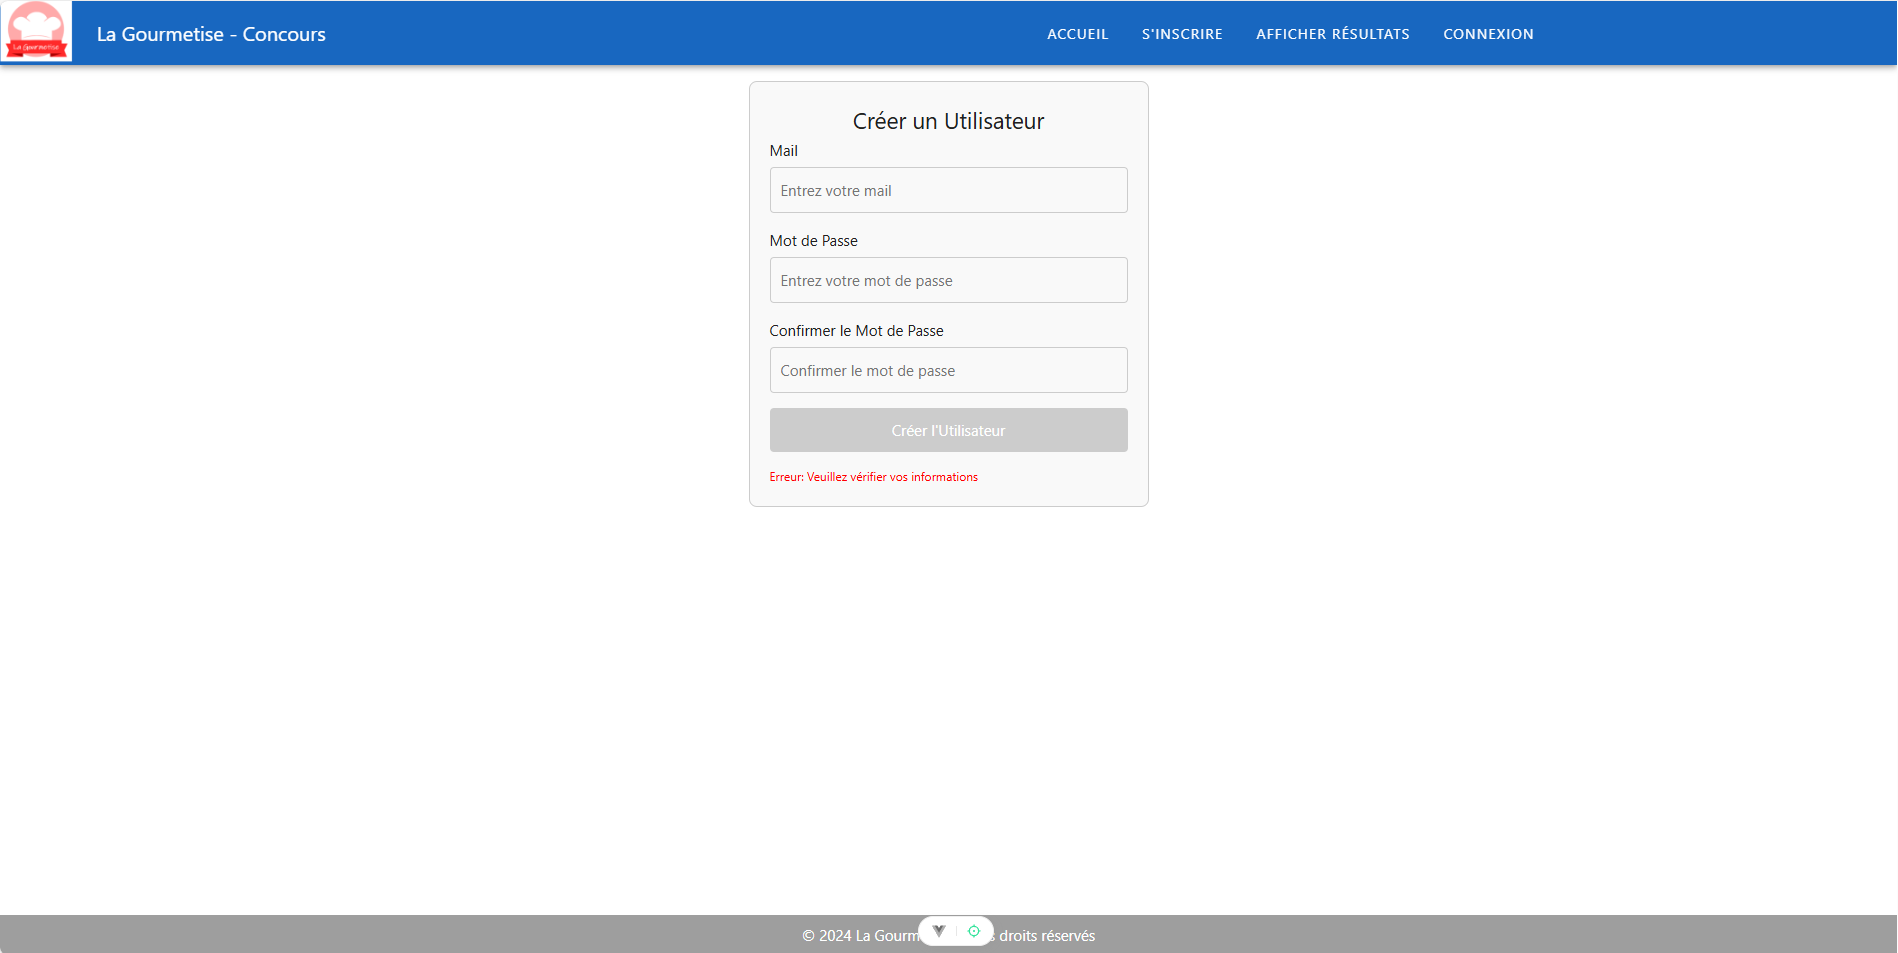 La Gourmetise
La Gourmetise - Concours
ACCUEIL
S'INSCRIRE
AFFICHER RÉSULTATS
CONNEXION
Créer un Utilisateur
Mail
Entrez votre mail
Mot de Passe
Entrez votre mot de passe
Confirmer le Mot de Passe
Confirmer le mot de passe
Créer l'Utilisateur
Erreur: Veuillez vérifier vos informations
© 2024 La Gourm droits réservés